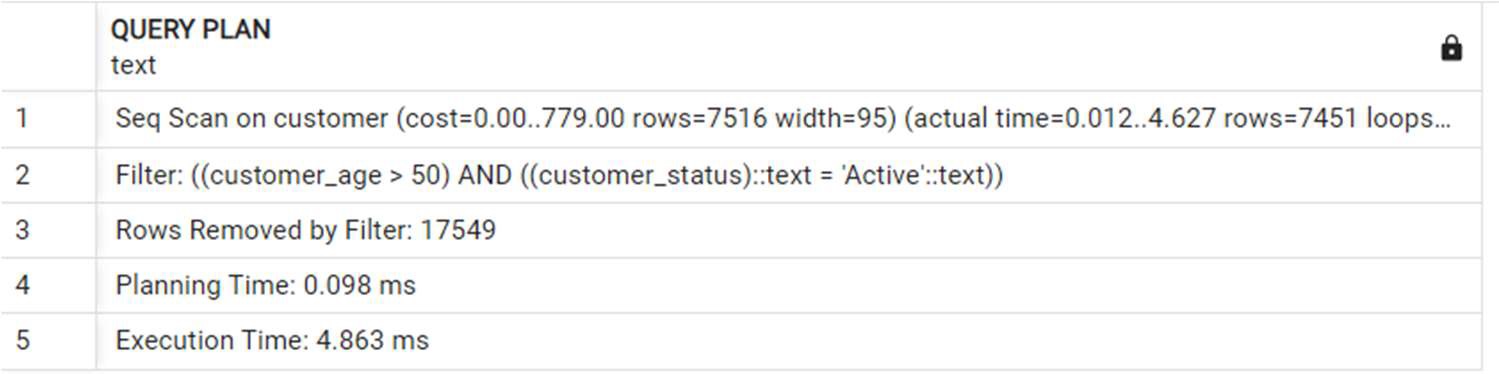 QUERY PLAN
text
1 Seq Scan on customer (cost=0.00..779.00 rows=7516 width=95) (actual time=0.012..4.627 rows=7451 loops...
2 Filter: ((customer_age > 50) AND ((customer_status)::text = 'Active'::text))
3 Rows Removed by Filter: 17549
4 Planning Time: 0.098 ms
5 Execution Time: 4.863 ms